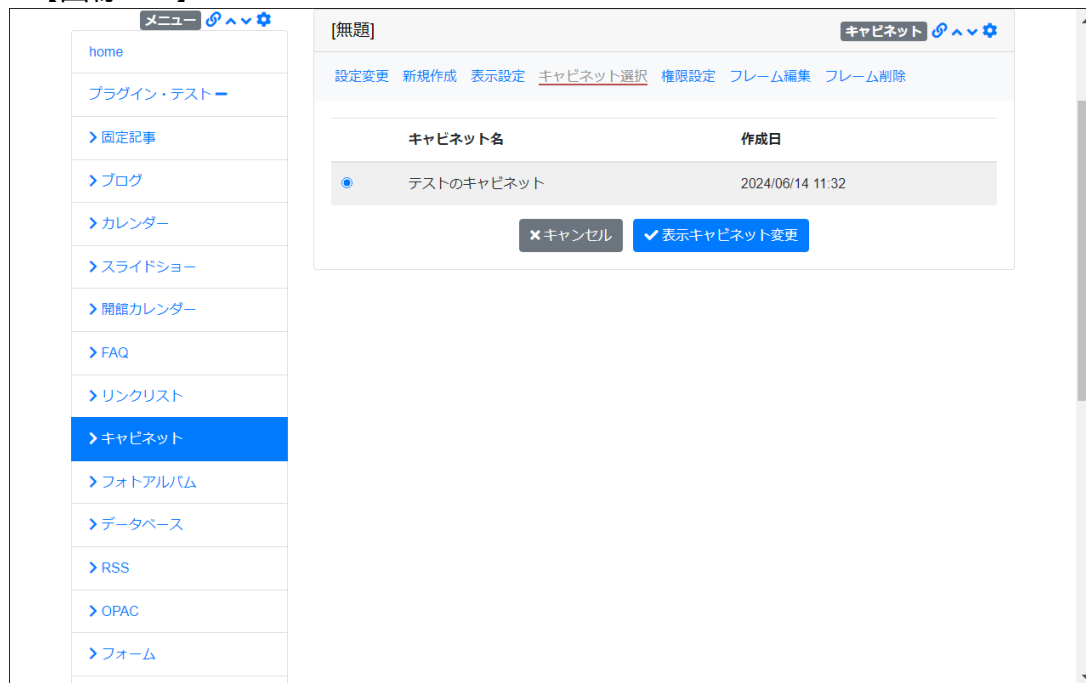 メニュー
home
プラグイン・テスト
固定記事
ブログ
カレンダー
スライドショー
開館カレンダー
FAQ
リンクリスト
キャビネット
フォトアルバム
データベース
RSS
OPAC
フォーム
[無題] キャビネット
設定変更 新規作成 表示設定 キャビネット選択 権限設定 フレーム編集 フレーム削除
キャビネット名 作成日
テストのキャビネット 2024/06/14 11:32
キャンセル 表示キャビネット変更